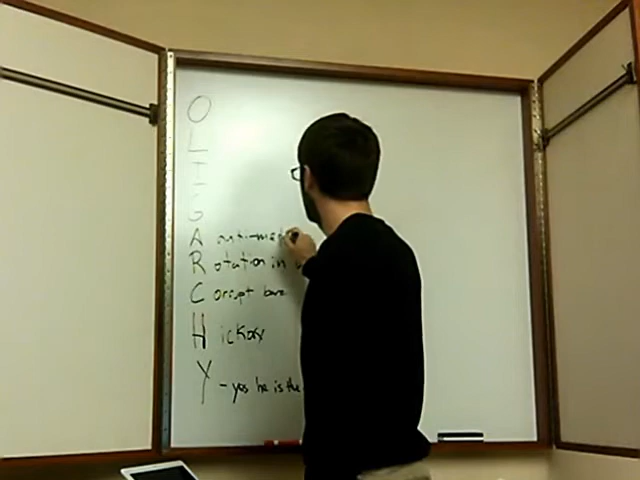 O
L
I
G
A
R otation in
C orrupt
H ickory
Y - yes he is the